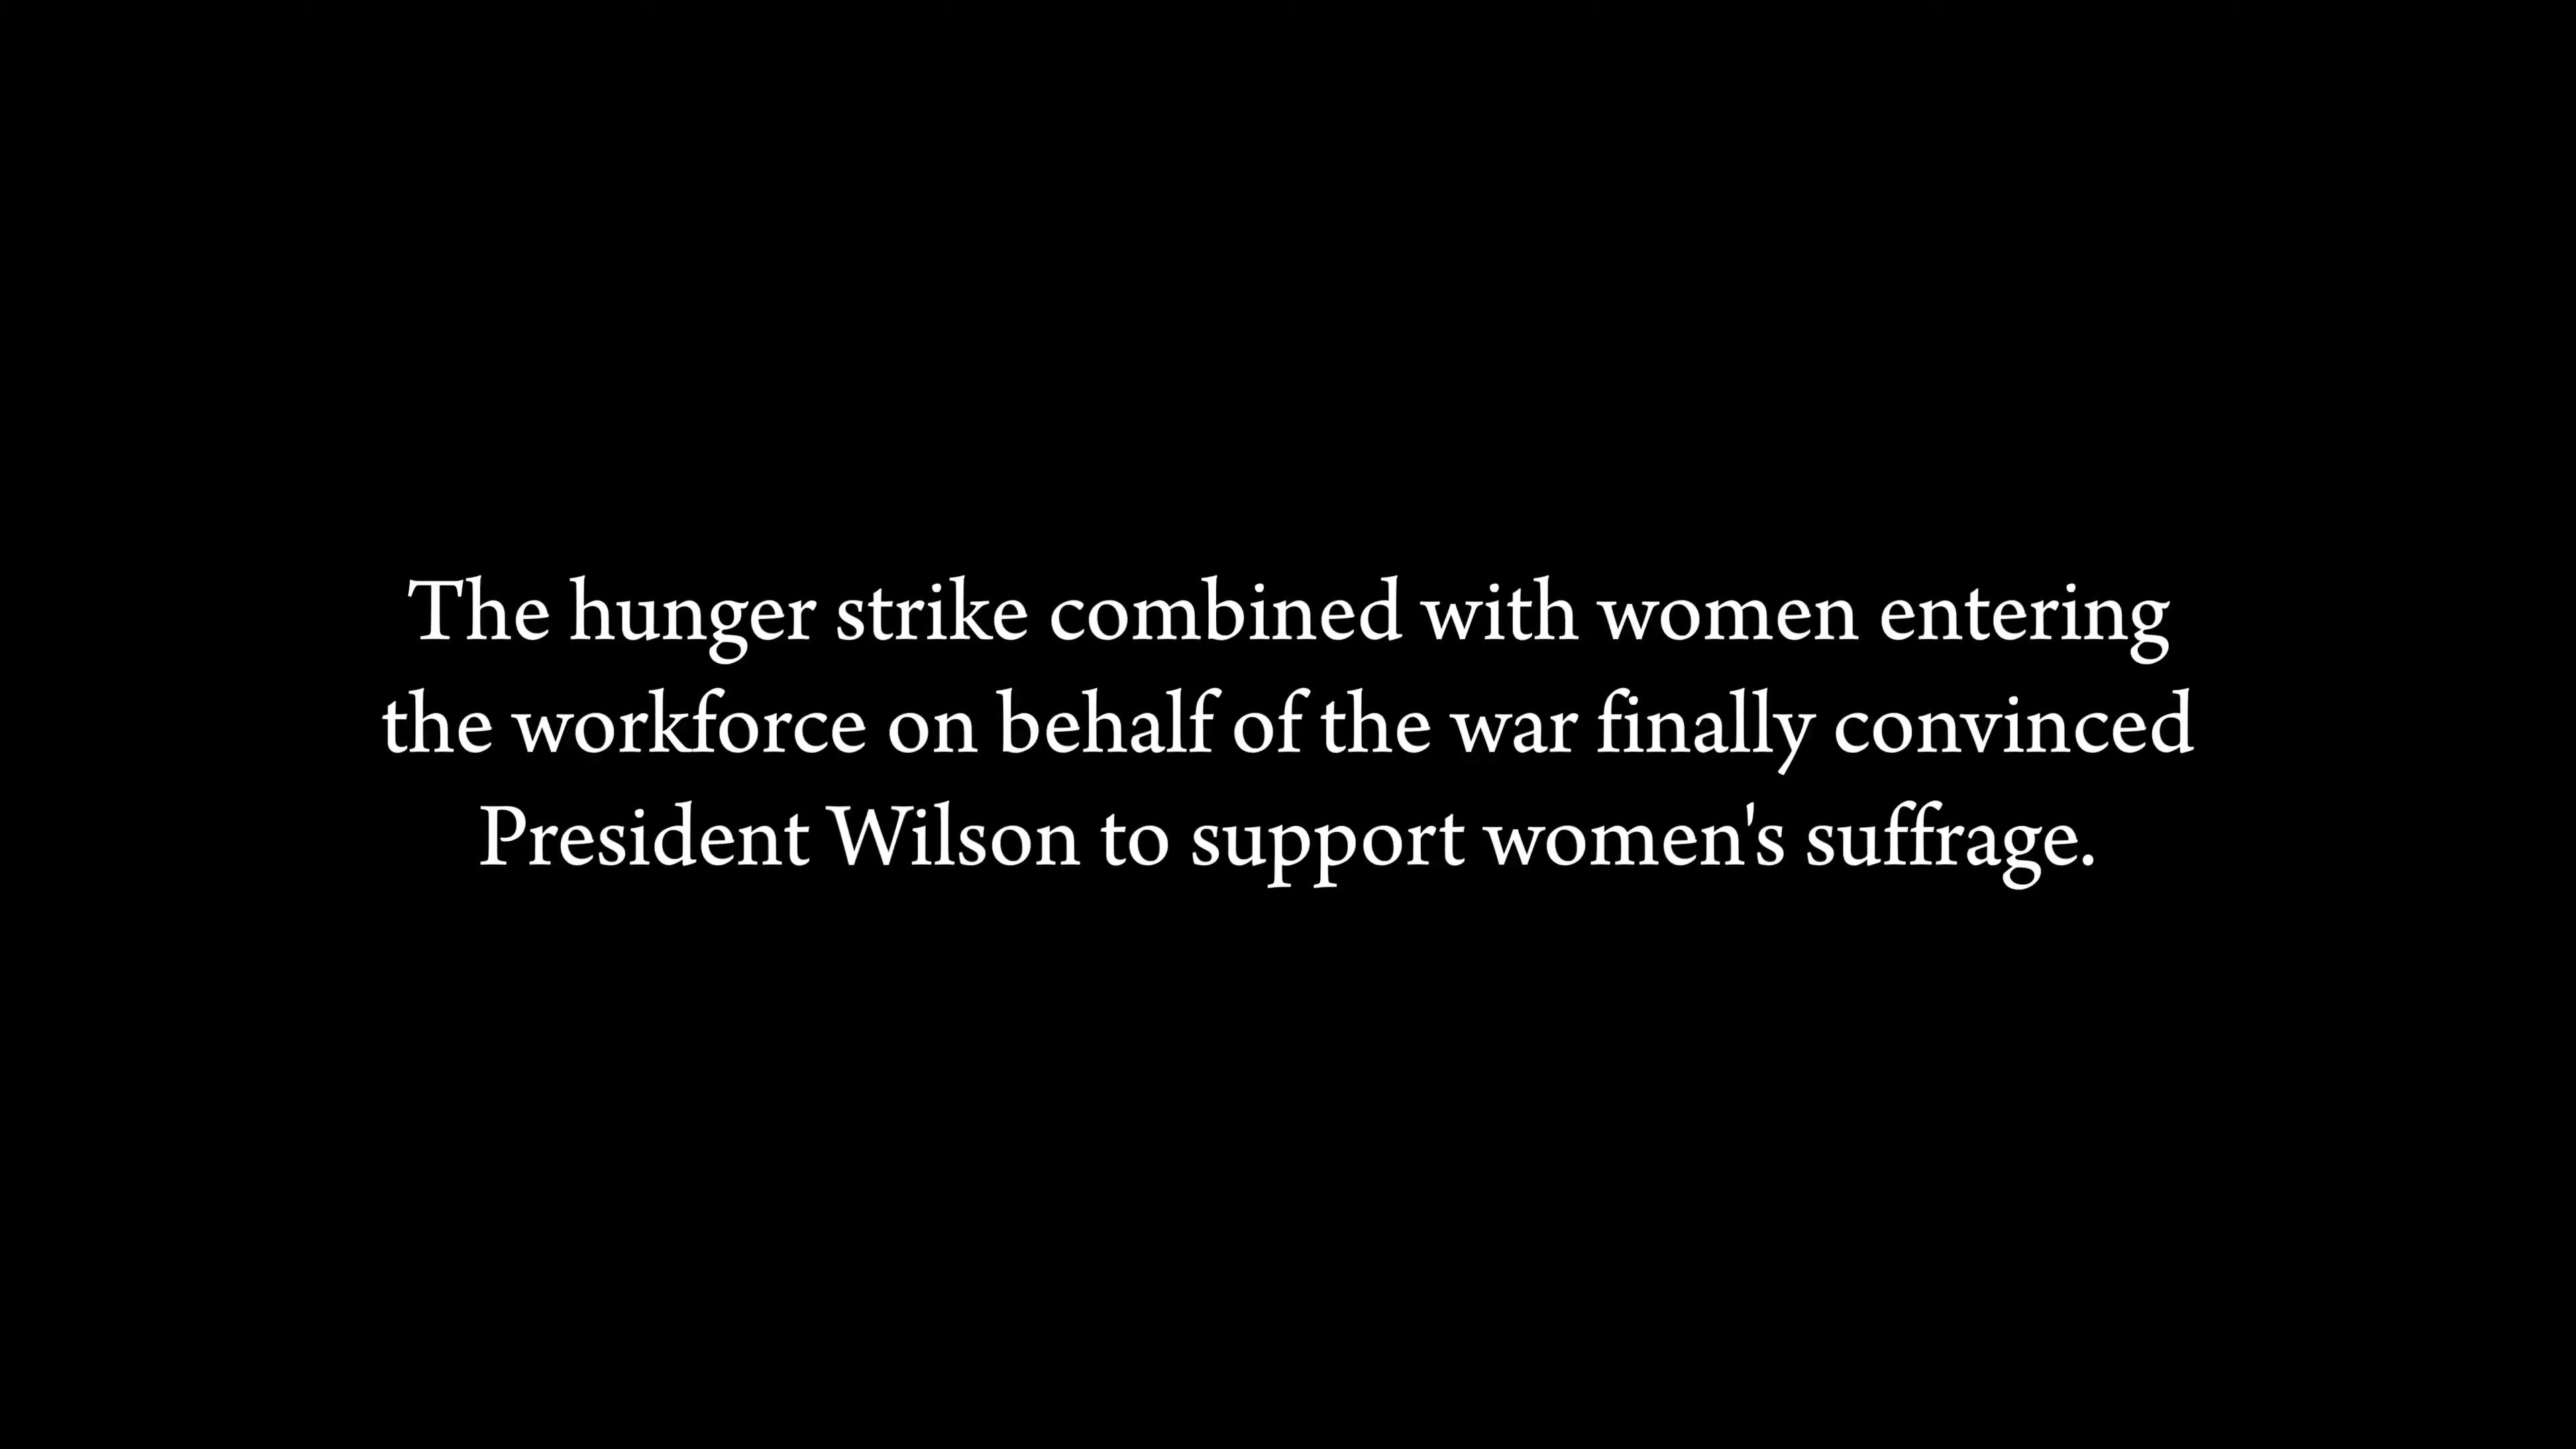 The hunger strike combined with women entering
the workforce on behalf of the war finally convinced
President Wilson to support women's suffrage.